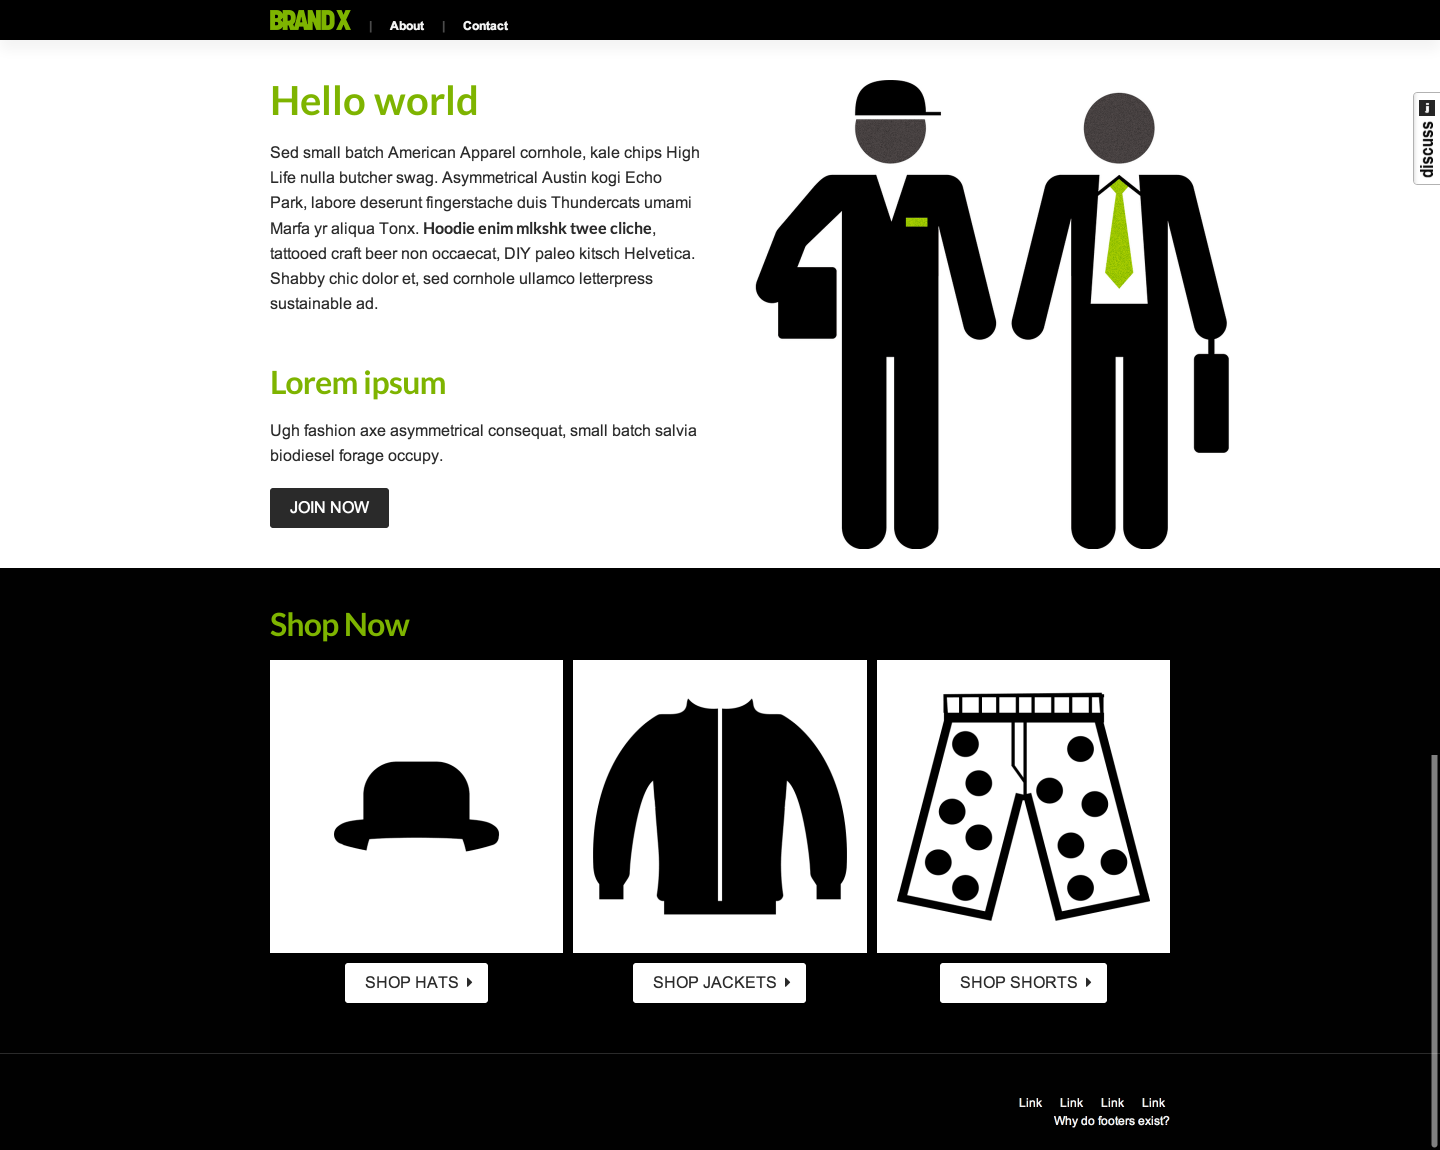 BRAND X | About | Contact
Hello world
Sed small batch American Apparel cornhole, kale chips High
Life nulla butcher swag. Asymmetrical Austin kogi Echo
Park, labore deserunt fingerstache duis Thundercats umami
Marfa yr aliqua Tonx. Hoodie enim mlkshk twee cliche,
tattooed craft beer non occaecat, DIY paleo kitsch Helvetica.
Shabby chic dolor et, sed cornhole ullamco letterpress
sustainable ad.
discuss
Lorem ipsum
Ugh fashion axe asymmetrical consequat, small batch salvia
biodiesel forage occupy.
JOIN NOW
Shop Now
SHOP HATS
SHOP JACKETS
SHOP SHORTS
Link Link Link Link
Why do footers exist?